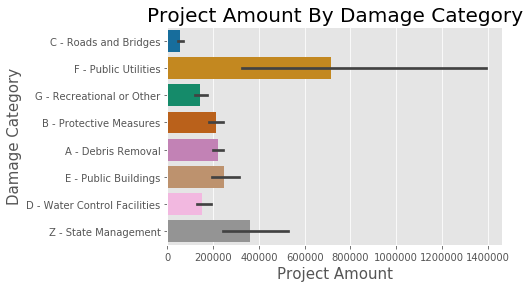 Project Amount By Damage Category
Damage Category
C - Roads and Bridges
F - Public Utilities
G - Recreational or Other
B - Protective Measures
A - Debris Removal
E - Public Buildings
D - Water Control Facilities
Z - State Management
0 200000 400000 600000 800000 1000000 1200000 1400000
Project Amount